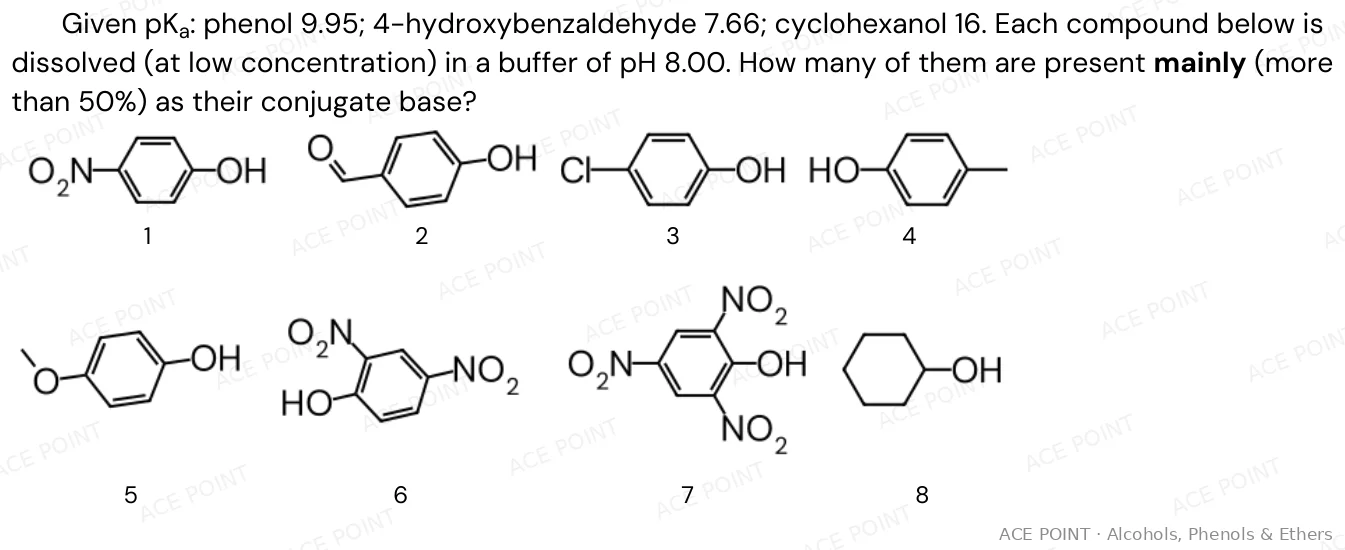 Given pKa: phenol 9.95; 4-hydroxybenzaldehyde 7.66; cyclohexanol 16. Each compound below is
dissolved (at low concentration) in a buffer of pH 8.00. How many of them are present mainly (more
than 50%) as their conjugate base?
O2N OH O OH Cl OH HO
1 2 3 4
O OH O2N NO2 HO O2N NO2 OH NO2 OH
5 6 7 8
ACE POINT · Alcohols, Phenols & Ethers